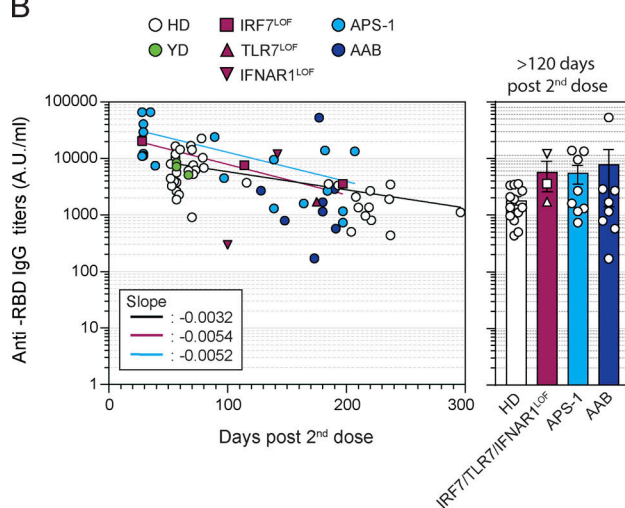 B
HD
IRF7LOF
APS-1
YD
TLR7LOF
AAB
IFNAR1LOF
>120 days
post 2nd dose
Anti -RBD IgG titers (A.U./ml)
100000
10000
1000
100
10
1
Slope
: -0.0032
: -0.0054
: -0.0052
0
100
200
300
Days post 2nd dose
HD
IRF7/TLR7/IFNAR1LOF
APS-1
AAB